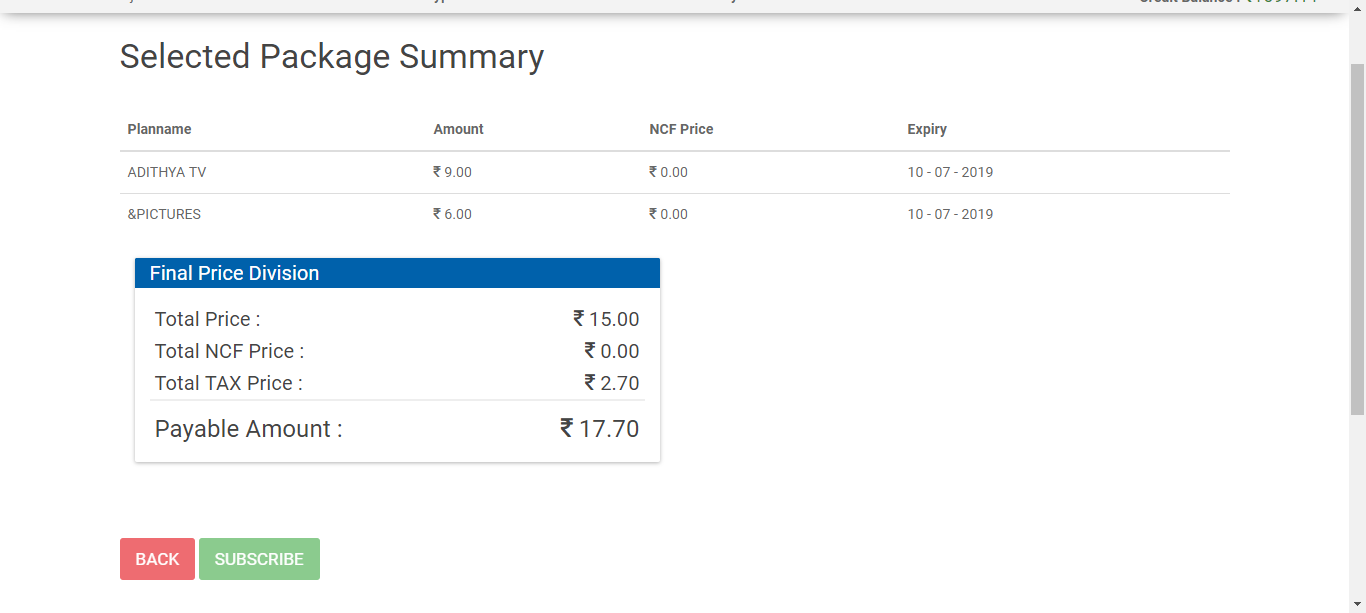 Selected Package Summary
Planname Amount NCF Price Expiry
ADITHYA TV ₹ 9.00 ₹ 0.00 10 - 07 - 2019
&PICTURES ₹ 6.00 ₹ 0.00 10 - 07 - 2019
Final Price Division
Total Price : ₹ 15.00
Total NCF Price : ₹ 0.00
Total TAX Price : ₹ 2.70
Payable Amount : ₹ 17.70
BACK SUBSCRIBE